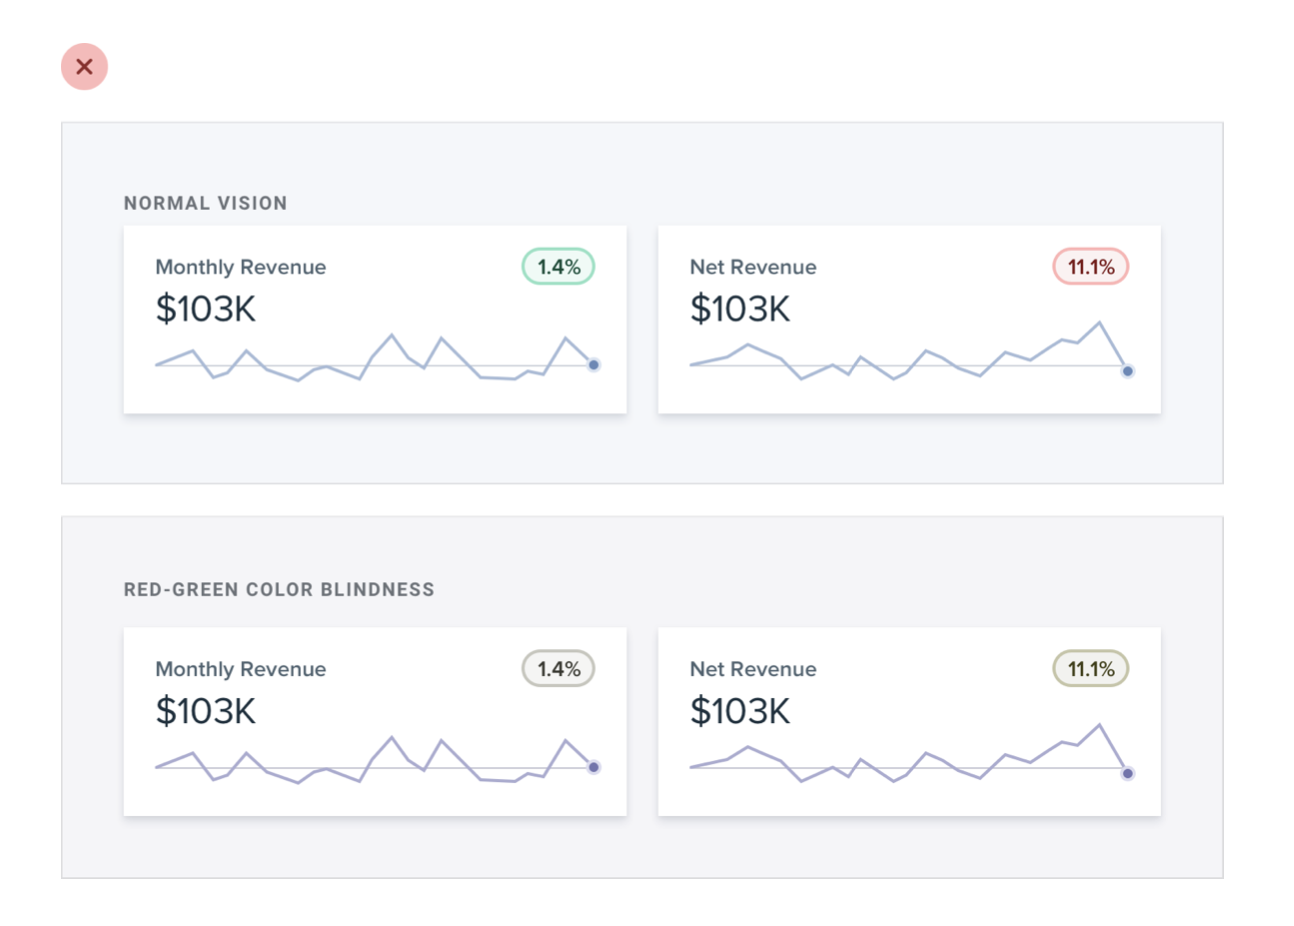 NORMAL VISION
Monthly Revenue
1.4%
$103K
Net Revenue
11.1%
$103K
RED-GREEN COLOR BLINDNESS
Monthly Revenue
1.4%
$103K
Net Revenue
11.1%
$103K